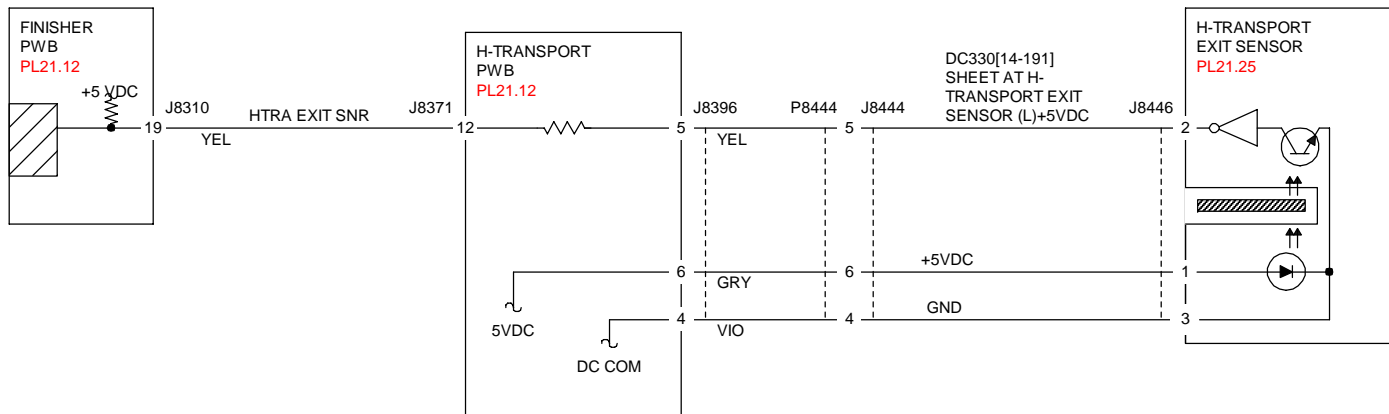 FINISHER
PWB
PL21.12
+5 VDC
19
J8310
YEL
HTRA EXIT SNR
J8371
12
H-TRANSPORT
PWB
PL21.12
5VDC
DC COM
J8396
5
YEL
6
GRY
4
VIO
P8444
J8444
5
6
4
DC330[14-191]
SHEET AT H-
TRANSPORT EXIT
SENSOR (L)+5VDC
+5VDC
GND
J8446
2
1
3
H-TRANSPORT
EXIT SENSOR
PL21.25